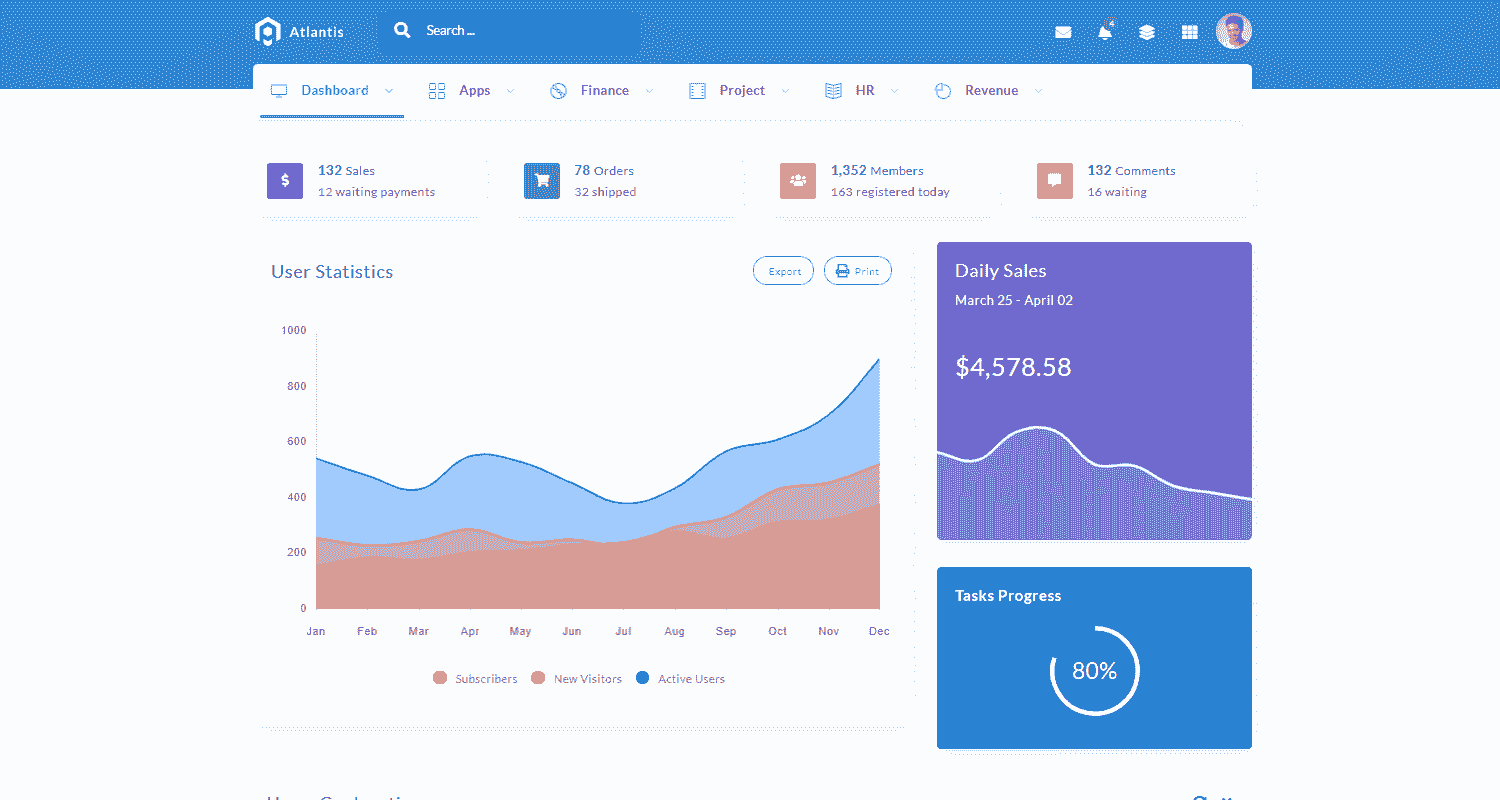 Atlantis
Search ...
4
Dashboard Apps Finance Project HR Revenue
132 Sales
12 waiting payments
78 Orders
32 shipped
1,352 Members
163 registered today
132 Comments
16 waiting
User Statistics
Export Print
1000
800
600
400
200
0
Jan Feb Mar Apr May Jun Jul Aug Sep Oct Nov Dec
Subscribers New Visitors Active Users
Daily Sales
March 25 - April 02
$4,578.58
Tasks Progress
80%